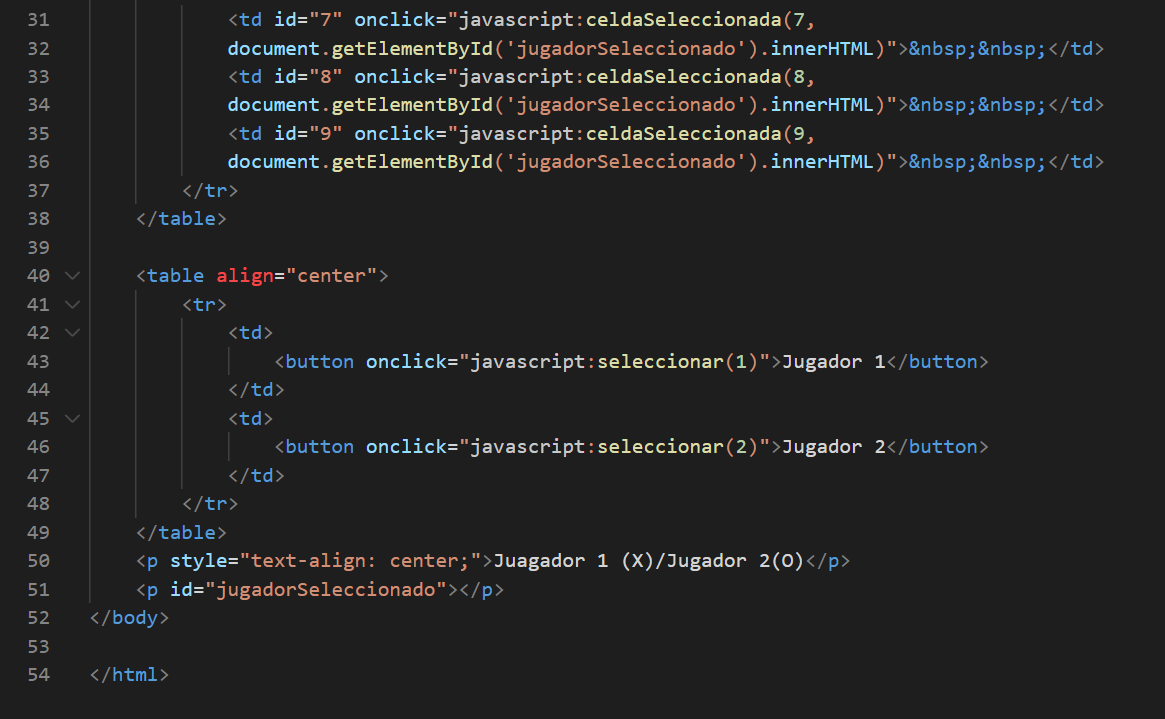 31 <td id="7" onclick="javascript:celdaSeleccionada(7,
32 document.getElementById('jugadorSeleccionado').innerHTML)">&nbsp;&nbsp;</td>
33 <td id="8" onclick="javascript:celdaSeleccionada(8,
34 document.getElementById('jugadorSeleccionado').innerHTML)">&nbsp;&nbsp;</td>
35 <td id="9" onclick="javascript:celdaSeleccionada(9,
36 document.getElementById('jugadorSeleccionado').innerHTML)">&nbsp;&nbsp;</td>
37 </tr>
38 </table>
39
40 <table align="center">
41 <tr>
42 <td>
43 <button onclick="javascript:seleccionar(1)">Jugador 1</button>
44 </td>
45 <td>
46 <button onclick="javascript:seleccionar(2)">Jugador 2</button>
47 </td>
48 </tr>
49 </table>
50 <p style="text-align: center;">Juagador 1 (X)/Jugador 2(O)</p>
51 <p id="jugadorSeleccionado"></p>
52 </body>
53
54 </html>